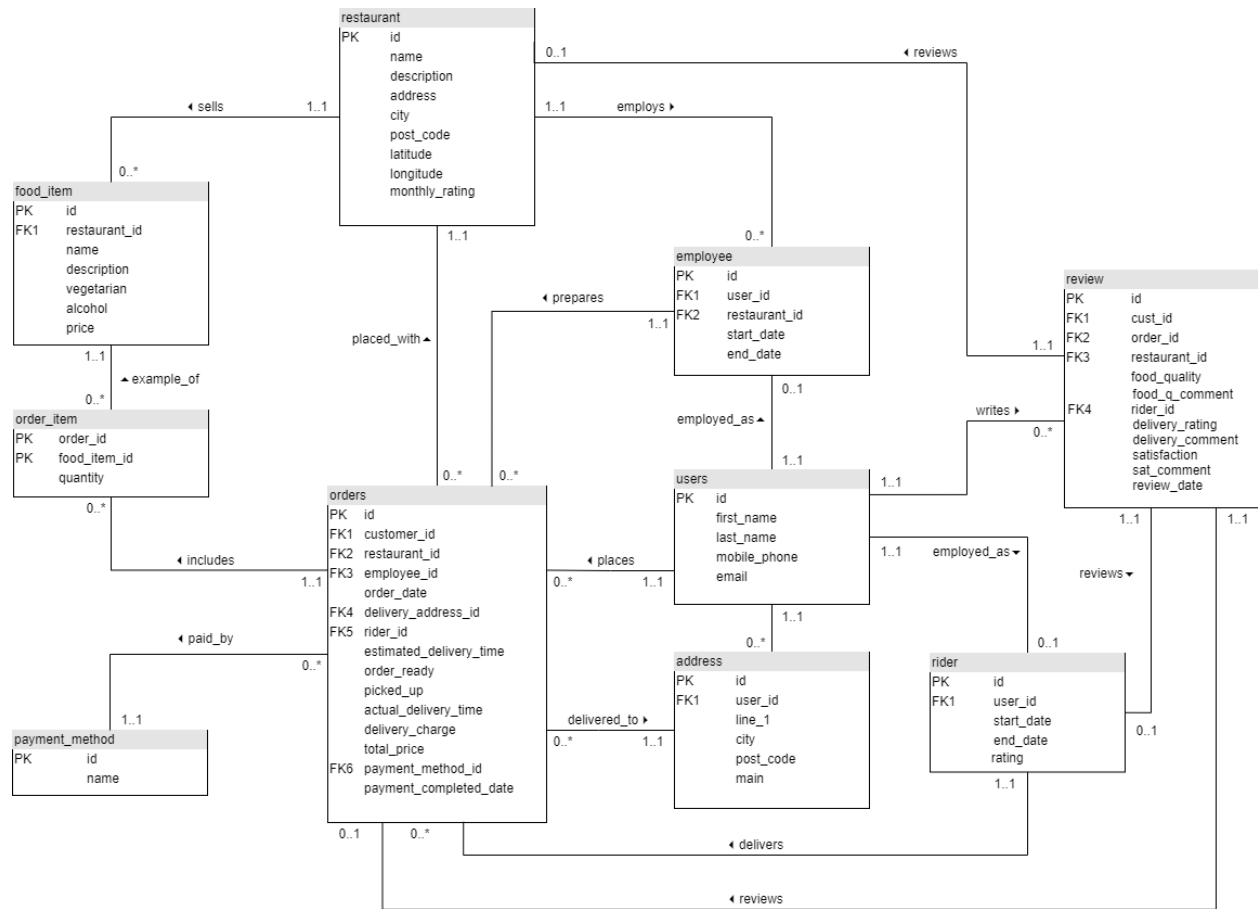 restaurant
PK id
name
description
address
city
post_code
latitude
longitude
monthly_rating
0..1
◂ reviews
◂ sells
1..1
1..1
employs ▸
0..*
food_item
PK id
FK1 restaurant_id
name
description
vegetarian
alcohol
price
1..1
0..*
employee
PK id
FK1 user_id
FK2 restaurant_id
start_date
end_date
◂ prepares
1..1
placed_with ▴
review
PK id
FK1 cust_id
FK2 order_id
FK3 restaurant_id
food_quality
food_q_comment
FK4 rider_id
delivery_rating
delivery_comment
satisfaction
sat_comment
review_date
1..1
1..1
▴ example_of
0..*
0..1
order_item
PK order_id
PK food_item_id
quantity
employed_as ▴
writes ▸
0..*
0..*
0..*
1..1
users
PK id
first_name
last_name
mobile_phone
email
1..1
0..*
orders
PK id
FK1 customer_id
FK2 restaurant_id
FK3 employee_id
order_date
FK4 delivery_address_id
FK5 rider_id
estimated_delivery_time
order_ready
picked_up
actual_delivery_time
delivery_charge
total_price
FK6 payment_method_id
payment_completed_date
1..1
1..1
1..1
employed_as ▾
◂ includes
1..1
◂ places
0..*
1..1
reviews ▾
1..1
◂ paid_by
0..*
0..*
0..1
address
PK id
FK1 user_id
line_1
city
post_code
main
rider
PK id
FK1 user_id
start_date
end_date
rating
1..1
delivered_to ▸
0..*
1..1
0..1
payment_method
PK id
name
1..1
0..1
0..*
◂ delivers
◂ reviews